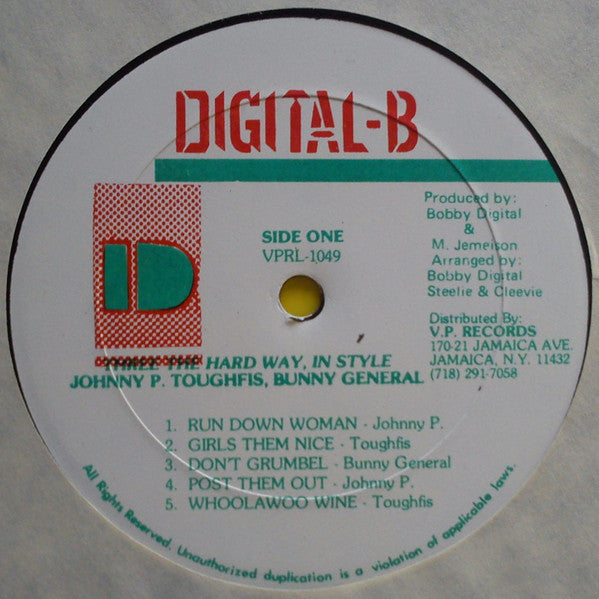 DIGITAL-B
ID
SIDE ONE
VPRL-1049
Produced by:
Bobby Digital
&
M. Jemeison
Arranged by:
Bobby Digital
Steelie & Cleevie
Distributed By:
V.P. RECORDS
170-21 JAMAICA AVE.
JAMAICA, N.Y. 11432
(718) 291-7058
THE HARD WAY, IN STYLE
JOHNNY P. TOUGHFIS, BUNNY GENERAL
1. RUN DOWN WOMAN - Johnny P.
2. GIRLS THEM NICE - Toughfis
3. DON'T GRUMBEL - Bunny General
4. POST THEM OUT - Johnny P.
5. WHOOLAWOO WINE - Toughfis
All Rights Reserved. Unauthorized duplication is a violation of applicable laws.